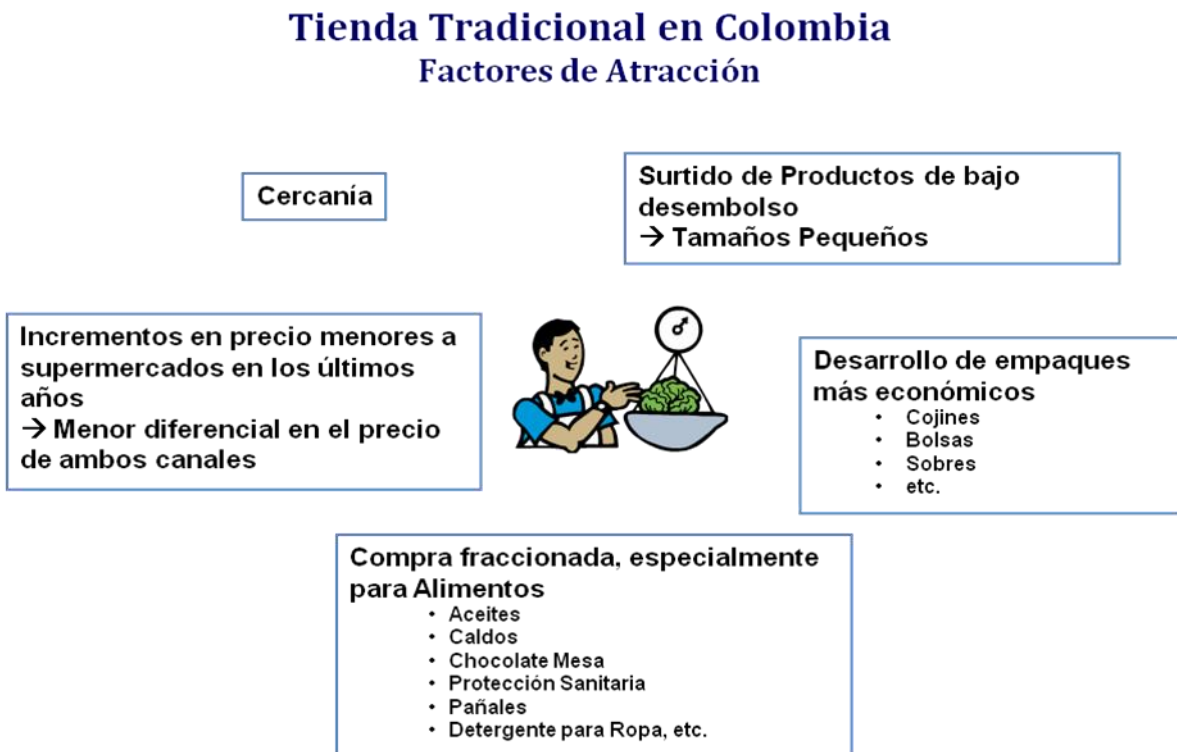 Tienda Tradicional en Colombia
Factores de Atracción
Cercanía
Surtido de Productos de bajo
desembolso
→ Tamaños Pequeños
Incrementos en precio menores a
supermercados en los últimos
años
→ Menor diferencial en el precio
de ambos canales
Desarrollo de empaques
más económicos
• Cojines
• Bolsas
• Sobres
• etc.
Compra fraccionada, especialmente
para Alimentos
• Aceites
• Caldos
• Chocolate Mesa
• Protección Sanitaria
• Pañales
• Detergente para Ropa, etc.